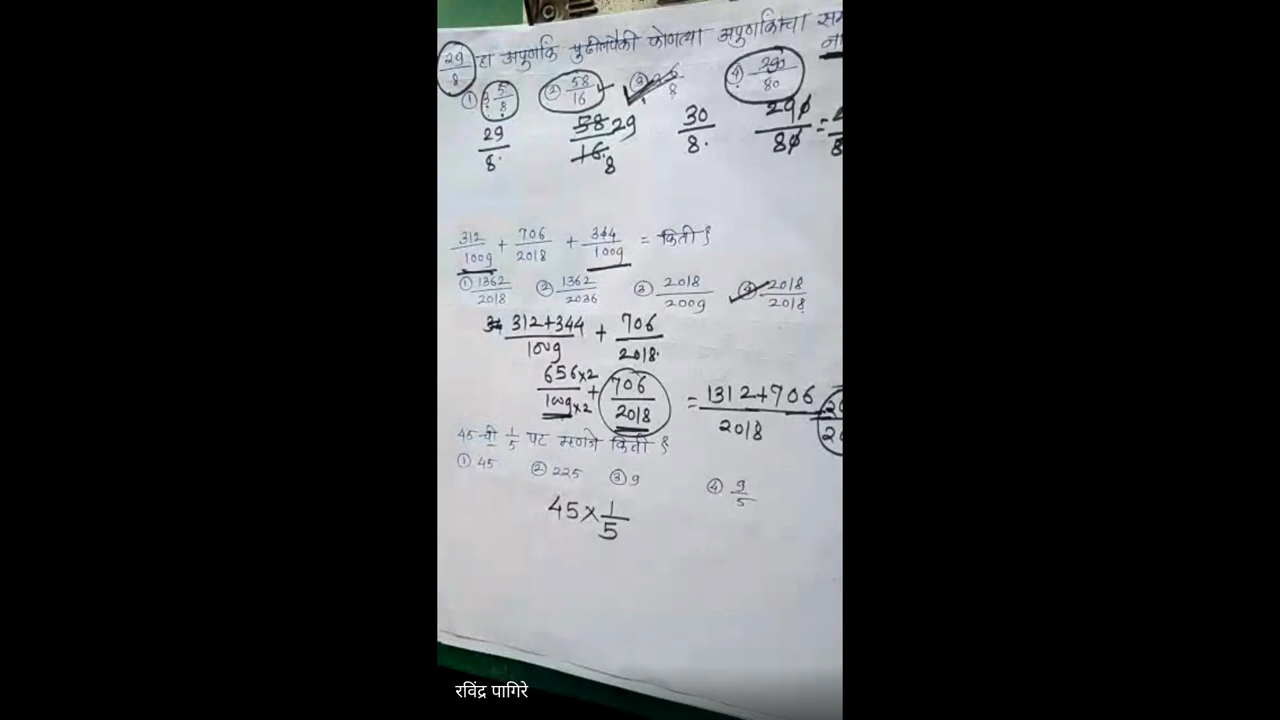 29/8 हा अपुर्णांक पुढीलपैकी कोणत्या अपुर्णांकाचा सम
ना
① 3 5/8 ② 58/16 ③ 3 6/8 ④ 290/80
29/8 58/16 29/8 30/8 290/80 =
312/1009 + 706/2018 + 344/1009 = किती ?
① 1362/2018 ② 1362/2036 ③ 2018/2009 ④ 2018/2018
312+344/1009 + 706/2018
656×2/1009×2 + 706/2018 = 1312+706/2018
45 ची 1/5 पट म्हणजे किती ?
① 45 ② 225 ③ 9 ④ 9/5
45×1/5
रविंद्र पागिरे